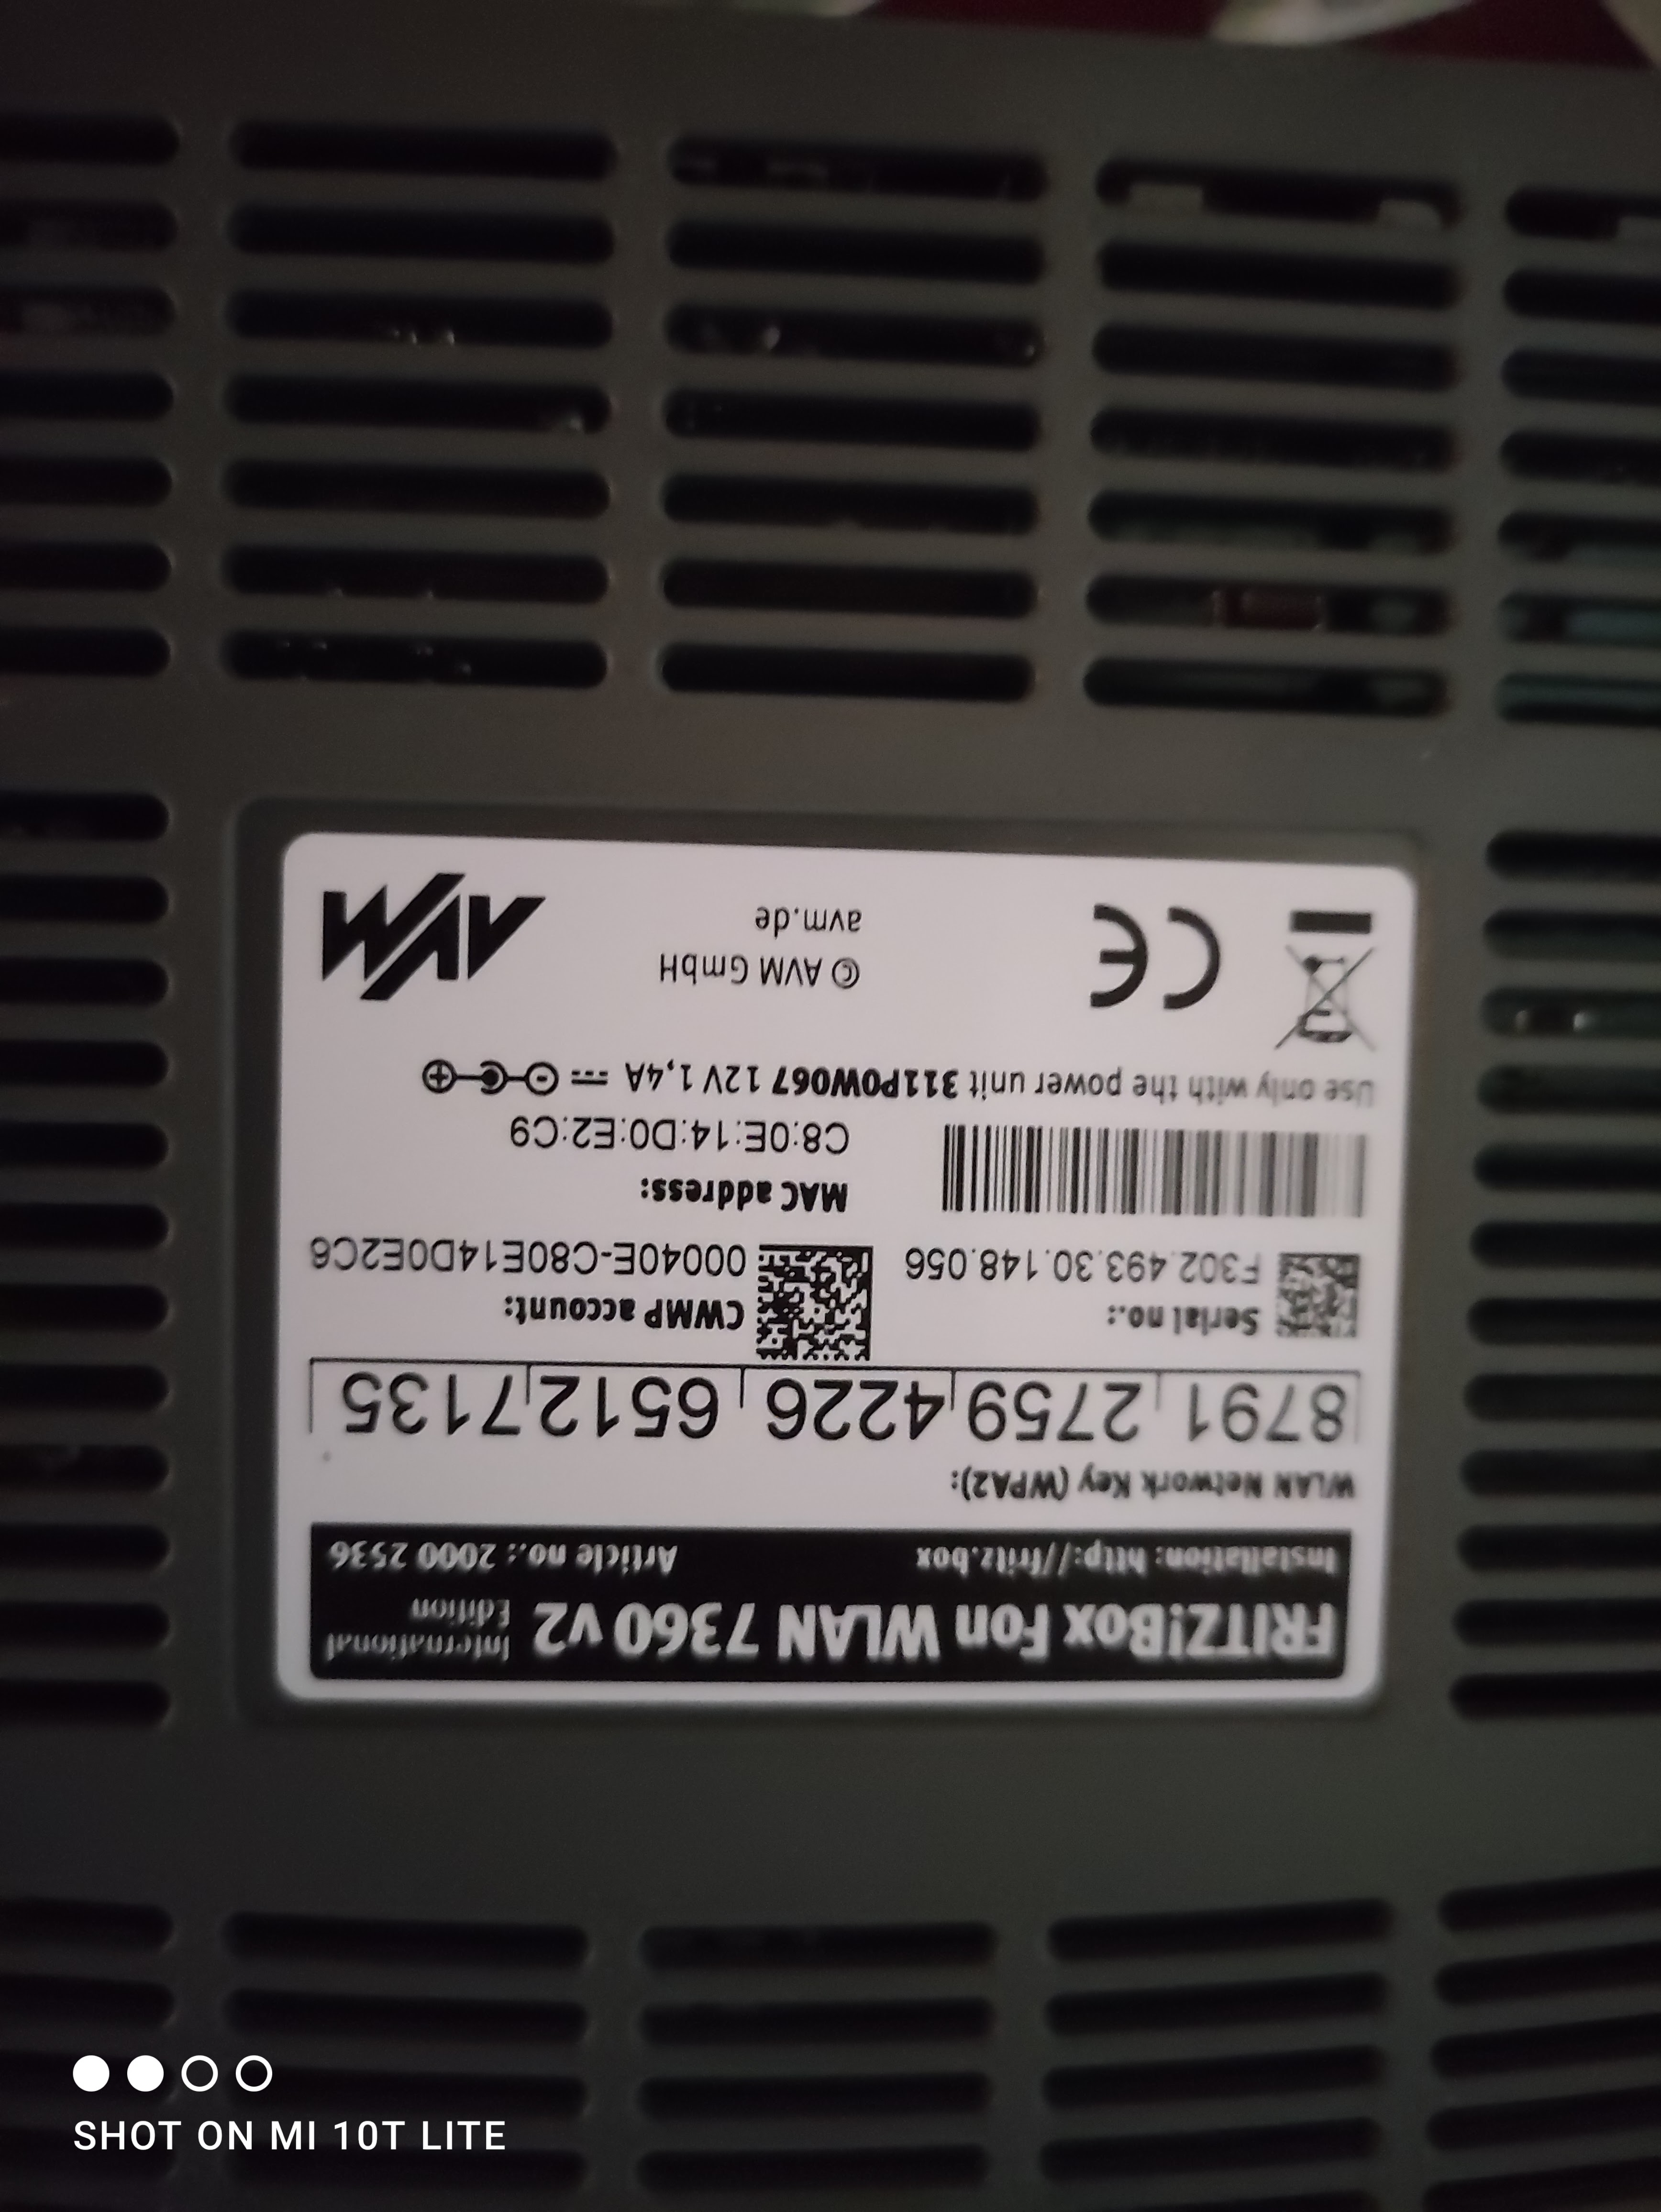 FRITZ!Box Fon WLAN 7360 v2 International Edition
Installation: http://fritz.box Article no.: 2000 2536
WLAN Network Key (WPA2):
8791 2759 4226 6512 7135
Serial no.:
F302.493.30.148.056
CWMP account:
00040E-C80E14D0E2C6
MAC address:
C8:0E:14:D0:E2:C9
Use only with the power unit 311POW067 12V 1,4A
CE
© AVM GmbH
avm.de
AVM
SHOT ON MI 10T LITE